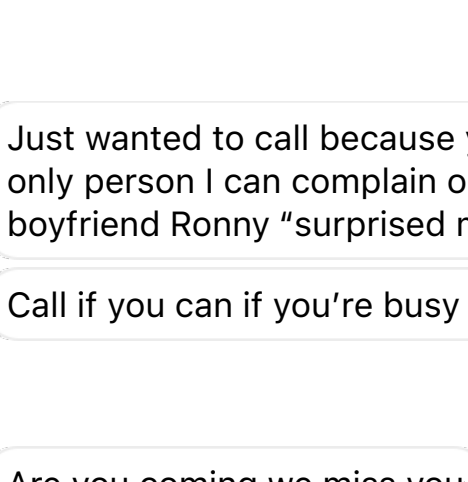 Just wanted to call because
only person I can complain
boyfriend Ronny “surprised
Call if you can if you’re busy
Are you coming we miss you